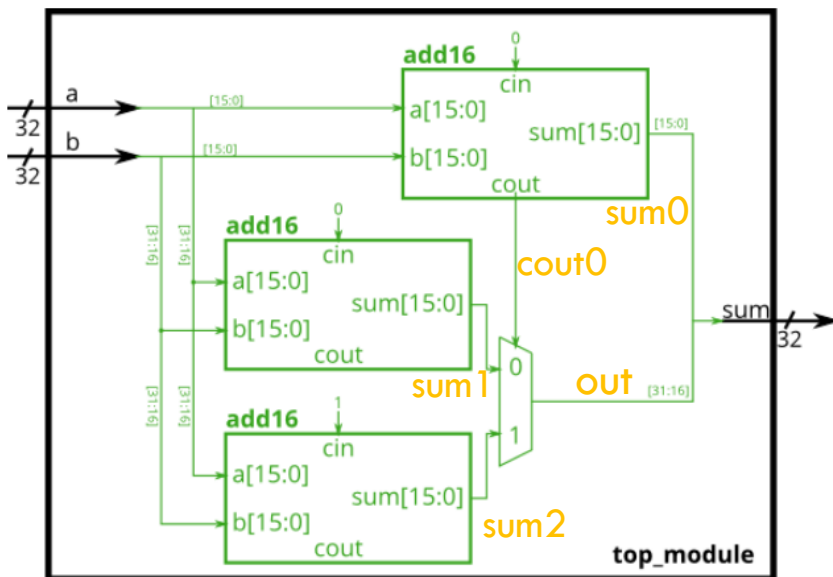 0
add16
cin
a
[15:0]
a[15:0]
sum[15:0]
[15:0]
32
b
[15:0]
b[15:0]
32
cout
sum0
[31:16]
[31:16]
0
add16
cin
cout0
a[15:0]
sum[15:0]
b[15:0]
cout
sum
32
0
sum1
out
[31:16]
[31:16]
[31:16]
1
add16
cin
1
a[15:0]
sum[15:0]
b[15:0]
sum2
cout
top_module